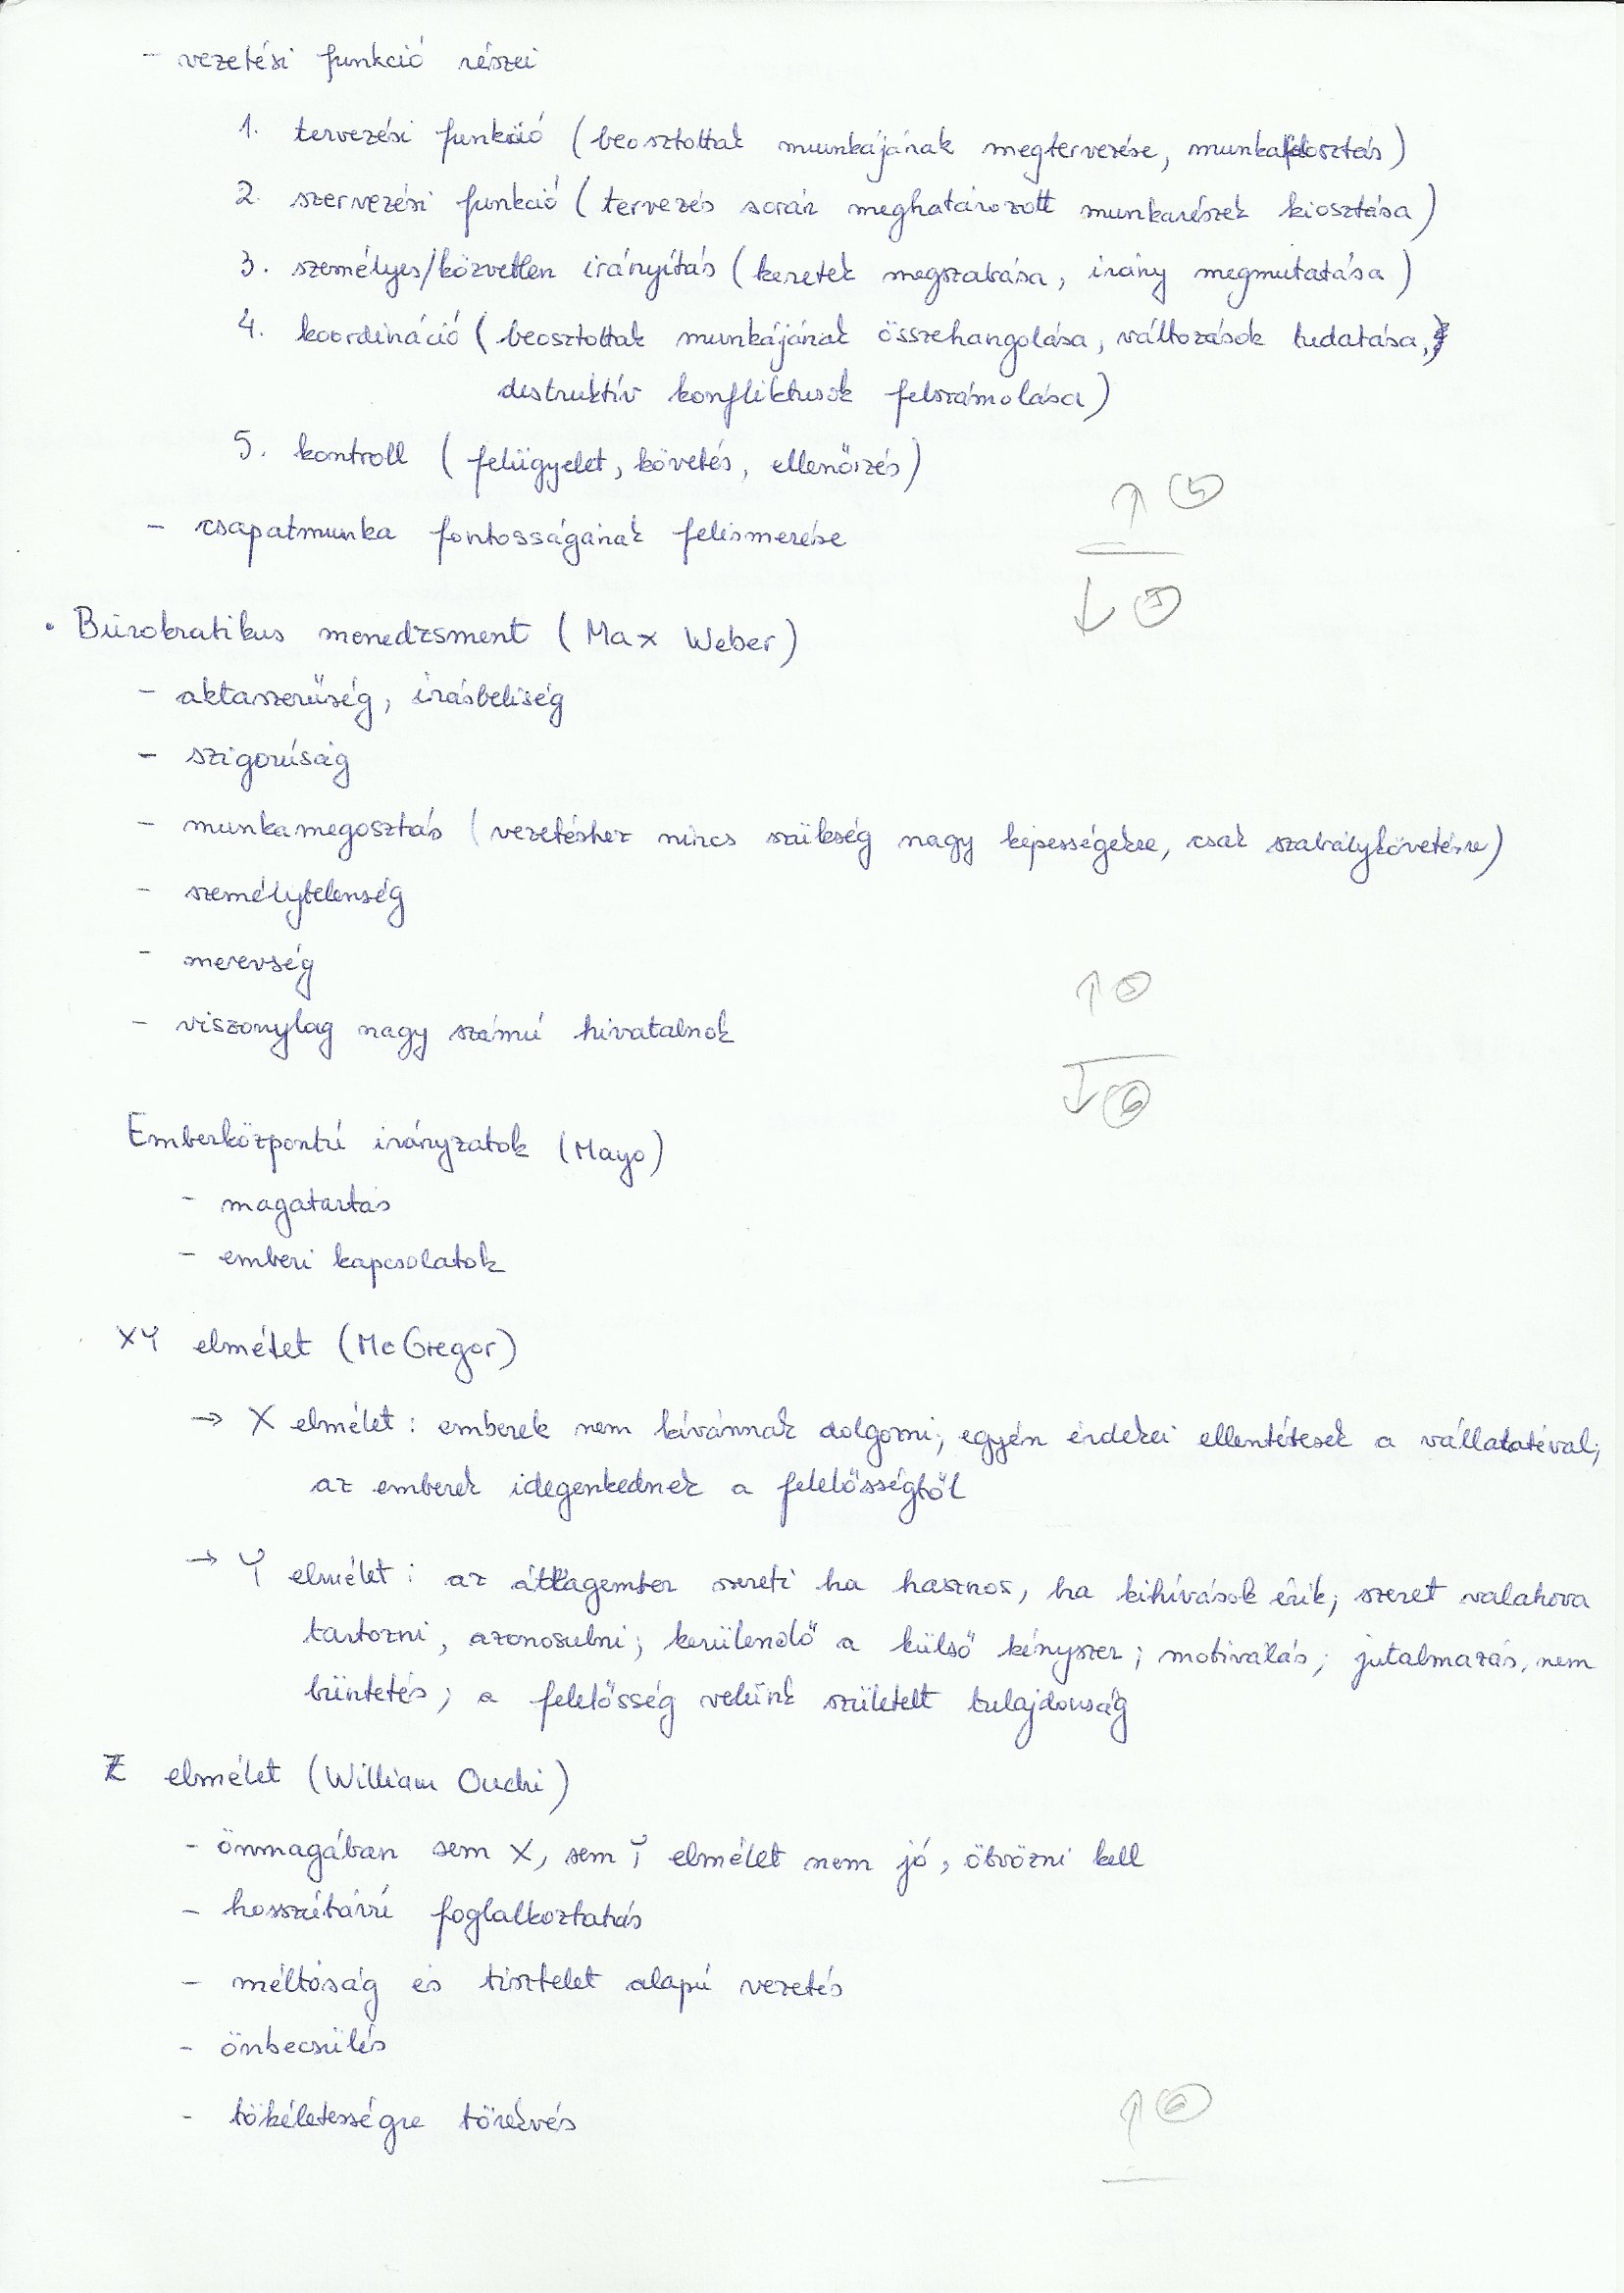 - vezetési funkció részei
1. tervezési funkció (beosztottak munkájának megtervezése, munkafelosztás)
2. szervezési funkció (tervezés során meghatározott munkarészek kiosztása)
3. személyes/közvetlen irányítás (keretek megszabása, irány megmutatása)
4. koordináció (beosztottak munkájának összehangolása, változások tudatása,
destruktív konfliktusok felszámolása)
5. kontroll (felügyelet, követés, ellenőrzés)
↑ 5
- csapatmunka fontosságának felismerése
↓
• Bürokratikus menedzsment (Max Weber)
- aktaszerűség, írásbeliség
- szigorúság
- munkamegosztás (vezetéshez nincs szükség nagy képességekre, csak szabálykövetésre)
- személytelenség
- merevség
↑
- viszonylag nagy számú hivatalnok
↓ 6
Emberközpontú irányzatok (Mayo)
- magatartás
- emberi kapcsolatok
XY elmélet (McGregor)
→ X elmélet: emberek nem kívánnak dolgozni; egyén érdekei ellentétesek a vállalatéval;
az emberek idegenkednek a felelősségtől
→ Y elmélet: az átlagember szereti ha hasznos, ha kihívások érik; szeret valahova
tartozni, azonosulni; kerülendő a külső kényszer; motiválás; jutalmazás, nem
büntetés; a felelősség velünk született tulajdonság
Z elmélet (William Ouchi)
- önmagában sem X, sem Y elmélet nem jó, ötvözni kell
- hosszútávú foglalkoztatás
- méltóság és tisztelet alapú vezetés
- önbecsülés
- tökéletességre törekvés
↑ 6